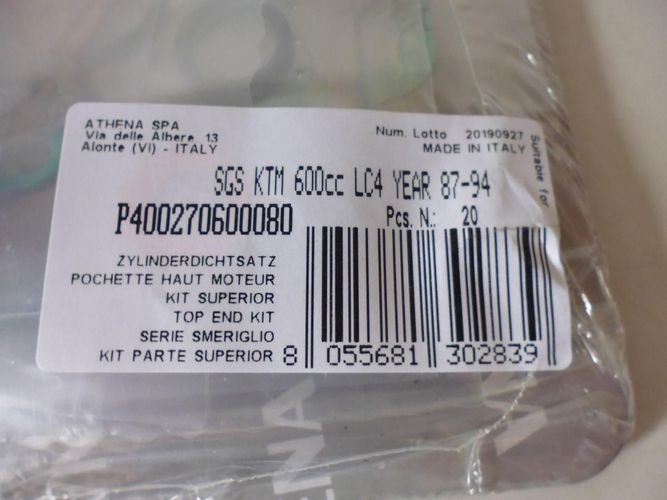 ATHENA SPA
Via delle Albere, 13
Alonte (VI) - ITALY
Num. Lotto 20190927
MADE IN ITALY
Suitable for
SGS KTM 600cc LC4 YEAR 87-94
P400270600080
Pcs. N.: 20
ZYLINDERDICHTSATZ
POCHETTE HAUT MOTEUR
KIT SUPERIOR
TOP END KIT
SERIE SMERIGLIO
KIT PARTE SUPERIOR
8 055681 302839